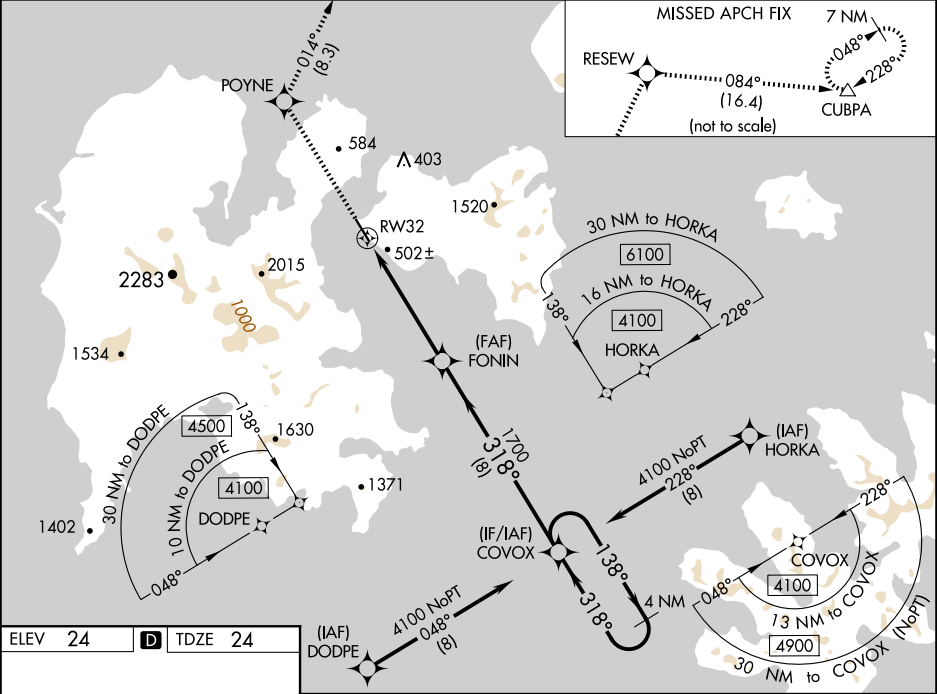 MISSED APCH FIX
7 NM
RESEW
048°
228°
084°
(16.4)
CUBPA
(not to scale)
014°
(8.3)
POYNE
584
403
1520
RW32
502±
2283
2015
1000
1534
30 NM to HORKA
6100
16 NM to HORKA
4100
138°
228°
HORKA
(FAF)
FONIN
30 NM to DODPE
4500
138°
10 NM to DODPE
4100
1630
1371
DODPE
1402
048°
1700
318°
(8)
(IAF)
HORKA
4100 NoPT
228°
(8)
(IF/IAF)
COVOX
138°
318°
4 NM
228°
COVOX
048°
4100
13 NM to COVOX
4900
30 NM to COVOX (NoPT)
4100 NoPT
048°
(8)
(IAF)
DODPE
ELEV 24 D TDZE 24